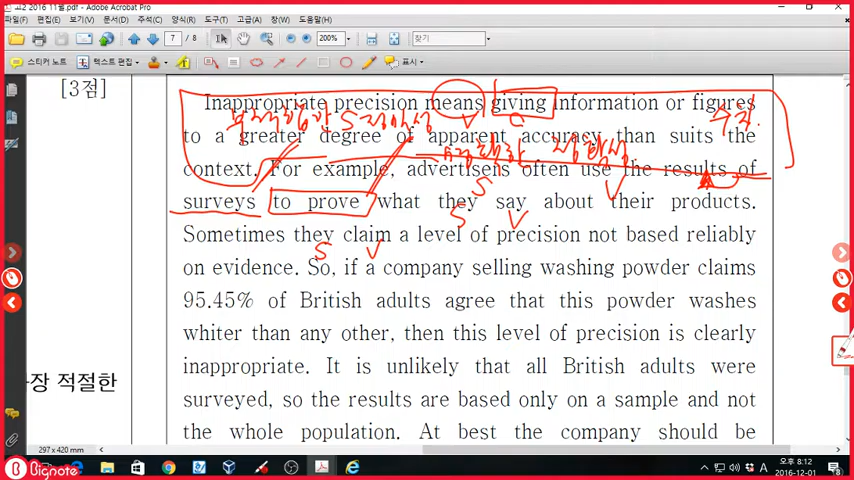 고2 2016 11월.pdf - Adobe Acrobat Reader DC
파일(F) 편집(E) 보기(V) 주석(C) 양식(R) 도구(T) 고급(A) 창(W) 도움말(H)
7 / 8 200% 찾기
스티커 노트 텍스트 편집 표시
[3점]
Inappropriate precision means giving information or figures
to a greater degree of apparent accuracy than suits the
context. For example, advertisers often use the results of
surveys to prove what they say about their products.
Sometimes they claim a level of precision not based reliably
on evidence. So, if a company selling washing powder claims
95.45% of British adults agree that this powder washes
whiter than any other, then this level of precision is clearly
inappropriate. It is unlikely that all British adults were
surveyed, so the results are based only on a sample and not
the whole population. At best the company should be
가장 적절한
S V O
S V
S V
S V
297 x 420 mm
Bignote
A 오후 8:12
2016-12-01